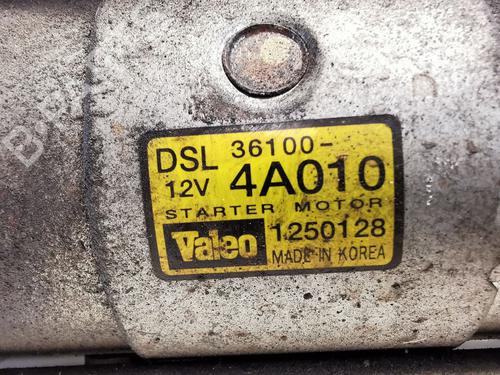 DSL 36100-
12V 4A010
STARTER MOTOR
Valeo 1250128
MADE IN KOREA